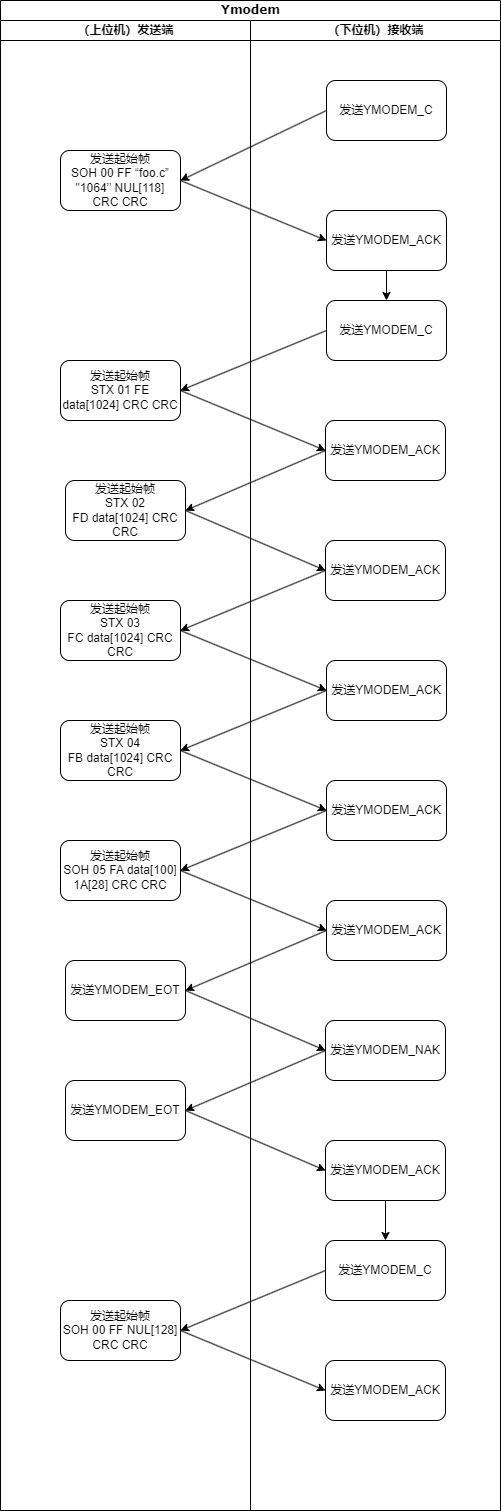 Ymodem
（上位机）发送端
（下位机）接收端
发送YMODEM_C
发送起始帧
SOH 00 FF “foo.c”
"1064” NUL[118]
CRC CRC
发送YMODEM_ACK
发送YMODEM_C
发送起始帧
STX 01 FE
data[1024] CRC CRC
发送YMODEM_ACK
发送起始帧
STX 02
FD data[1024] CRC
CRC
发送YMODEM_ACK
发送起始帧
STX 03
FC data[1024] CRC
CRC
发送YMODEM_ACK
发送起始帧
STX 04
FB data[1024] CRC
CRC
发送YMODEM_ACK
发送起始帧
SOH 05 FA data[100]
1A[28] CRC CRC
发送YMODEM_ACK
发送YMODEM_EOT
发送YMODEM_NAK
发送YMODEM_EOT
发送YMODEM_ACK
发送YMODEM_C
发送起始帧
SOH 00 FF NUL[128]
CRC CRC
发送YMODEM_ACK